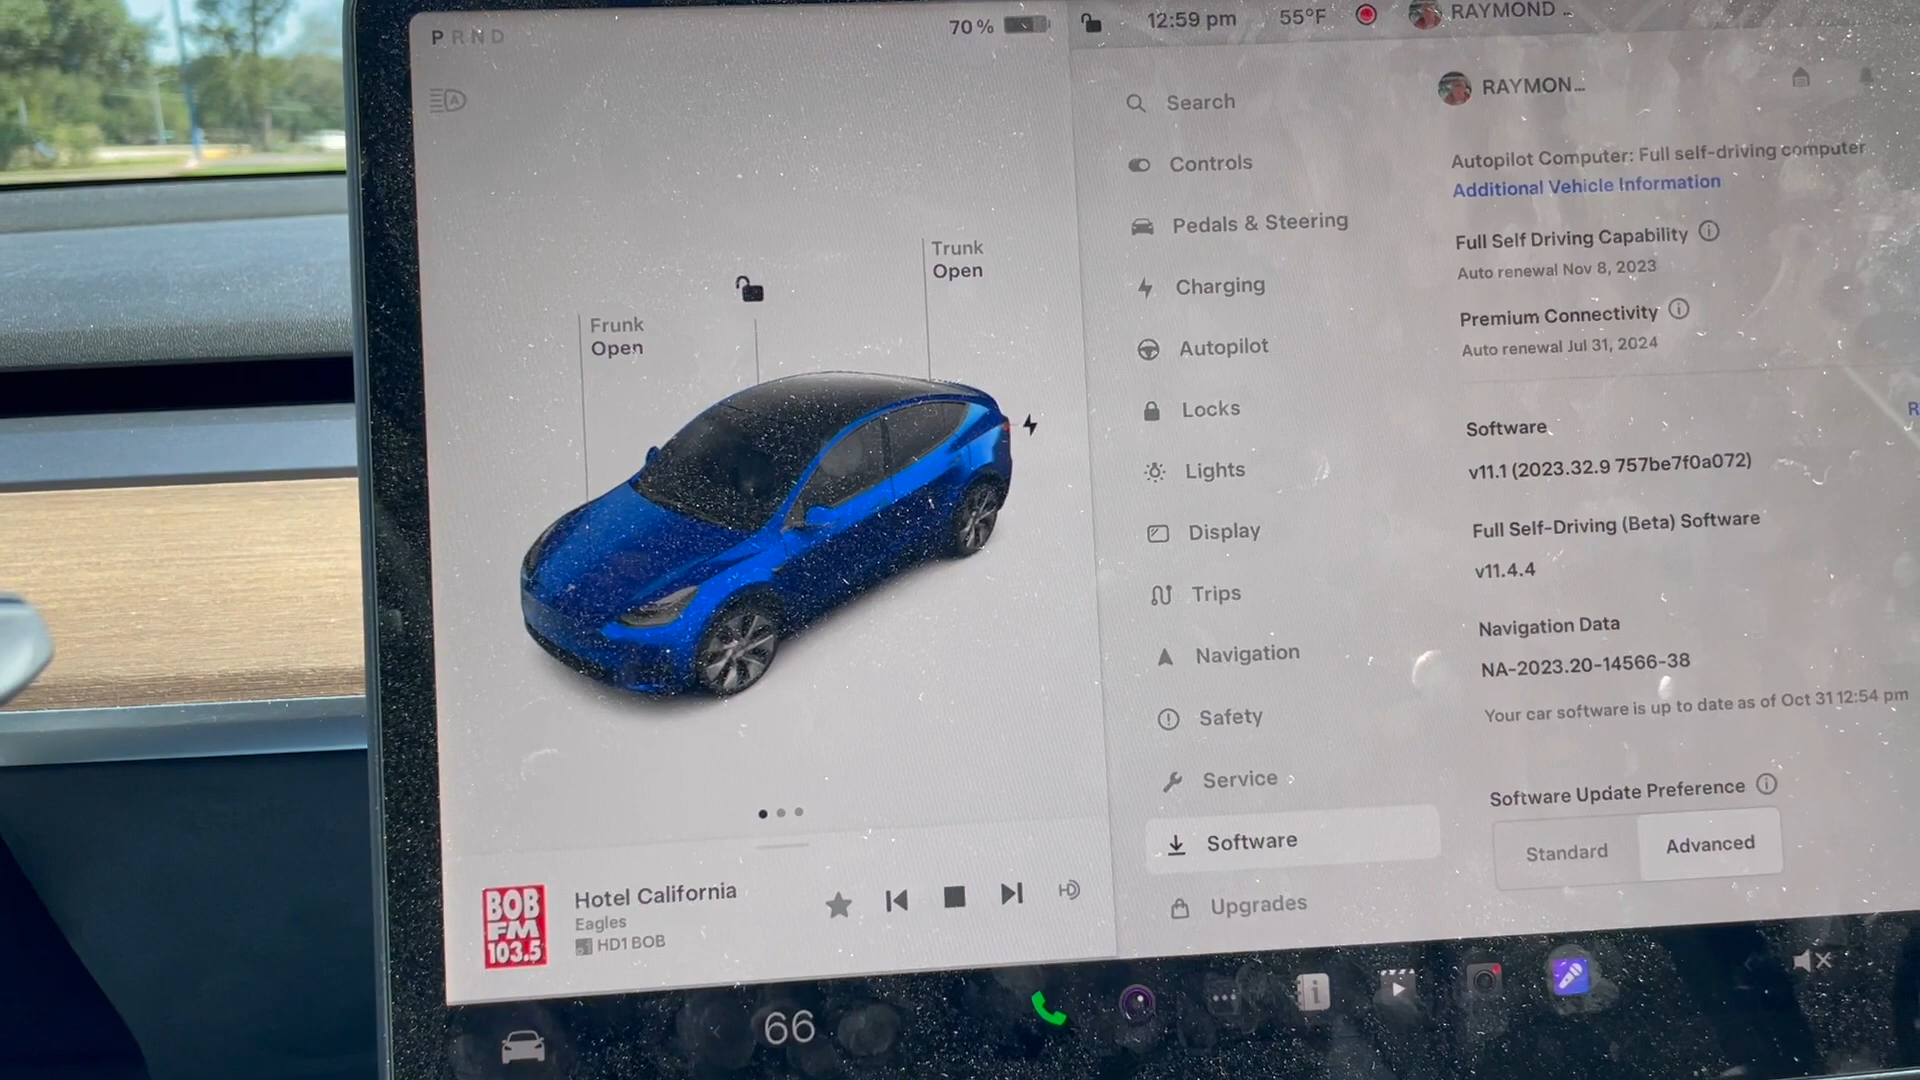 P R N D
70 %
12:59 pm
55°F
RAYMOND ..
Search
Controls
Pedals & Steering
Charging
Autopilot
Locks
Lights
Display
Trips
Navigation
Safety
Service
Software
Upgrades
RAYMON...
Autopilot Computer: Full self-driving computer
Additional Vehicle Information
Full Self Driving Capability
Auto renewal Nov 8, 2023
Premium Connectivity
Auto renewal Jul 31, 2024
Software
v11.1 (2023.32.9 757be7f0a072)
Full Self-Driving (Beta) Software
v11.4.4
Navigation Data
NA-2023.20-14566-38
Your car software is up to date as of Oct 31 12:54 pm
Software Update Preference
Standard
Advanced
Trunk
Open
Frunk
Open
BOB
FM
103.5
Hotel California
Eagles
HD1 BOB
66